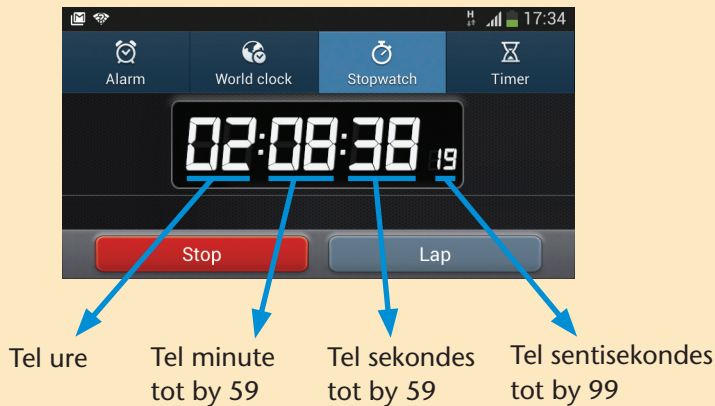 17:34
Alarm World clock Stopwatch Timer
02:08:38 19
Stop Lap
Tel ure Tel minute Tel sekondes Tel sentisekondes
tot by 59 tot by 59 tot by 99